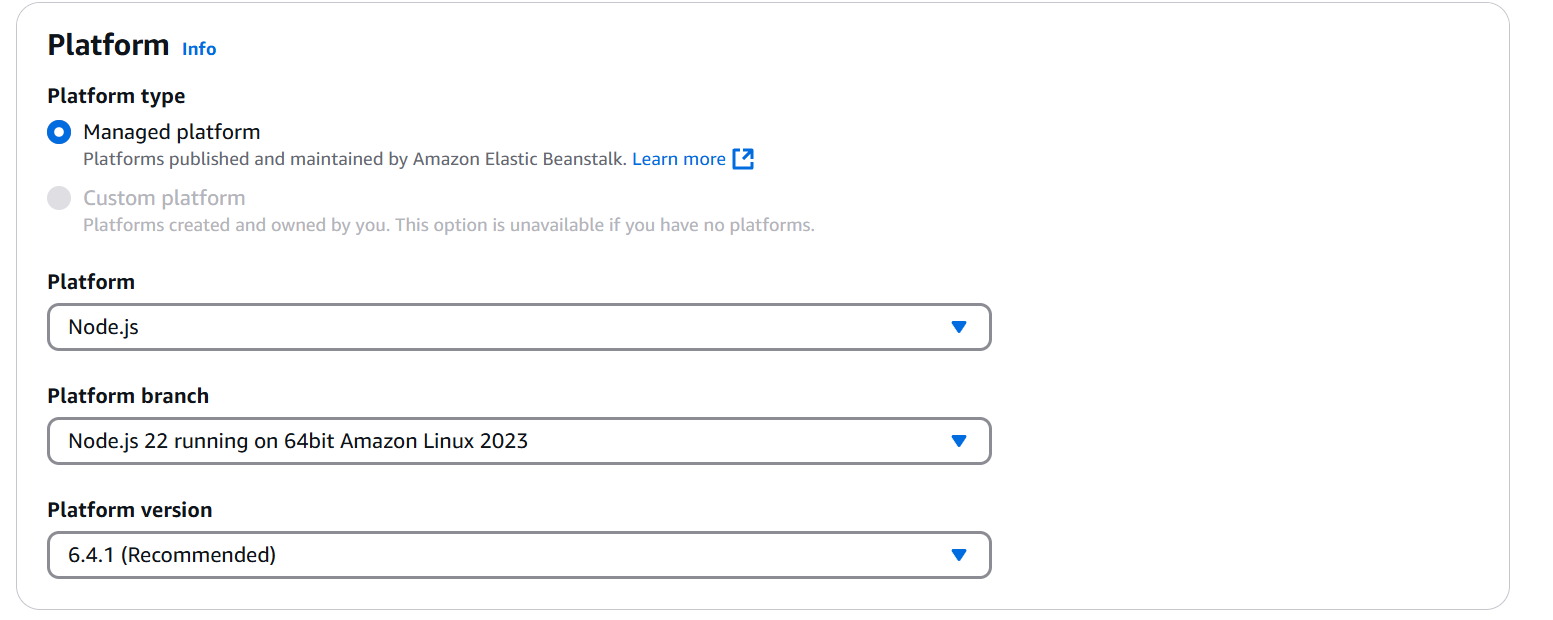 Platform Info
Platform type
Managed platform
Platforms published and maintained by Amazon Elastic Beanstalk. Learn more
Custom platform
Platforms created and owned by you. This option is unavailable if you have no platforms.
Platform
Node.js
Platform branch
Node.js 22 running on 64bit Amazon Linux 2023
Platform version
6.4.1 (Recommended)